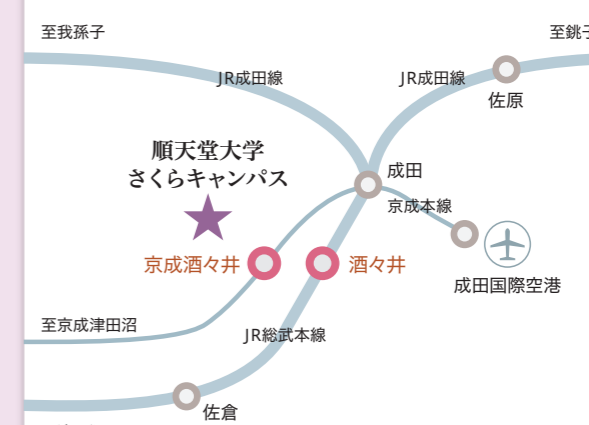 至我孫子
至銚子
JR成田線
JR成田線
佐原
順天堂大学
さくらキャンパス
成田
京成本線
京成酒々井
酒々井
成田国際空港
至京成津田沼
JR総武本線
佐倉